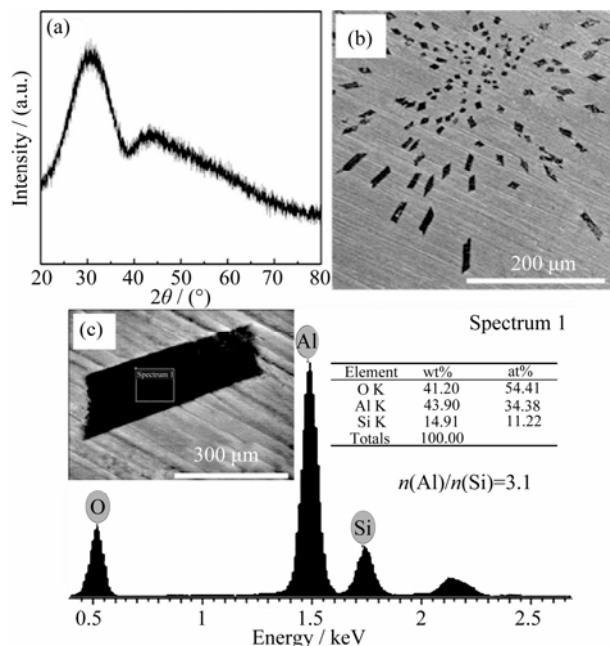 (a)
Intensity / (a.u.)
20 30 40 50 60 70 80
2θ / (°)
(b)
200 μm
(c)
Spectrum 1
300 μm
Spectrum 1
Element wt% at%
O K 41.20 54.41
Al K 43.90 34.38
Si K 14.91 11.22
Totals 100.00
n(Al)/n(Si)=3.1
O
Al
Si
0.5 1 1.5 2 2.5
Energy / keV